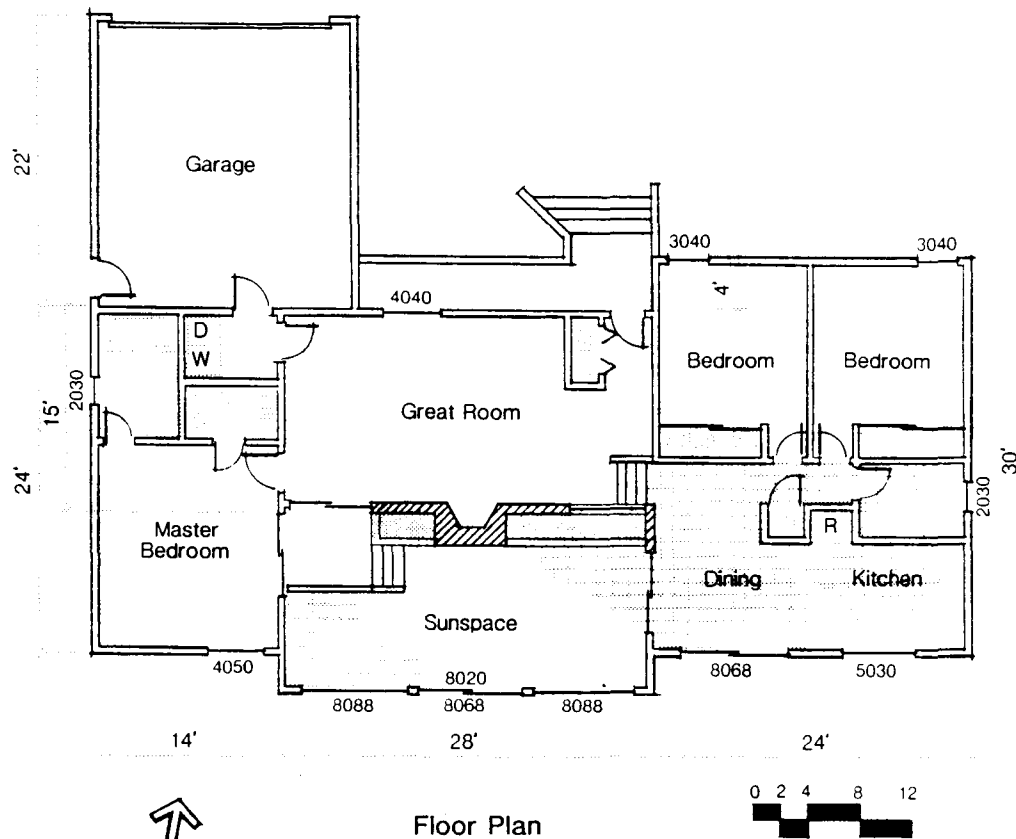 22'
Garage
3040
3040
4040
4'
D
W
Bedroom
Bedroom
2030
15'
Great Room
24'
30'
2030
Master
Bedroom
R
Dining
Kitchen
Sunspace
4050
8020
8068
5030
8088
8068
8088
14'
28'
24'
0 2 4 8 12
Floor Plan